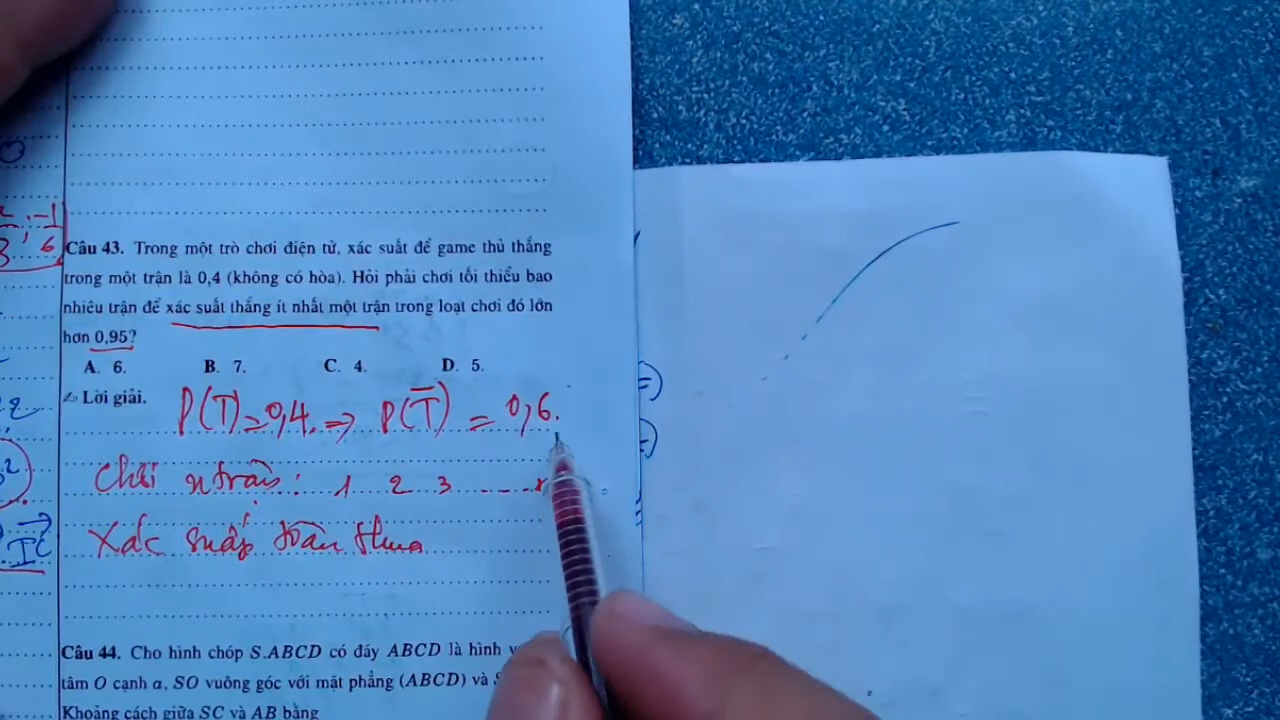 Câu 43. Trong một trò chơi điện tử, xác suất để game thủ thắng
trong một trận là 0,4 (không có hòa). Hỏi phải chơi tối thiểu bao
nhiêu trận để xác suất thắng ít nhất một trận trong loạt chơi đó lớn
hơn 0,95?
A. 6. B. 7. C. 4. D. 5.
Lời giải. P(T)=0,4. => P(T̅) = 0,6.
Chơi n trận: 1 2 3
Xác suất toàn thua
Câu 44. Cho hình chóp S.ABCD có đáy ABCD là hình
tâm O cạnh a, SO vuông góc với mặt phẳng (ABCD) và
Khoảng cách giữa SC và AB bằng